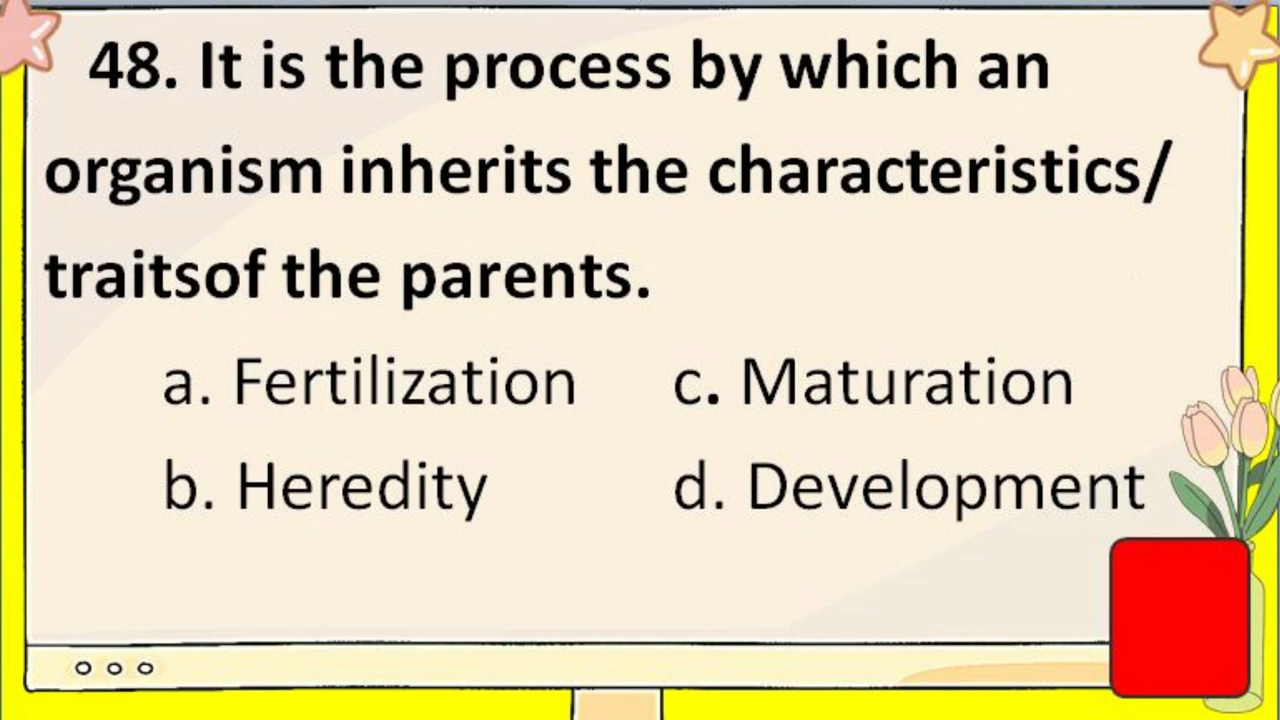 48. It is the process by which an
organism inherits the characteristics/
traitsof the parents.
a. Fertilization c. Maturation
b. Heredity d. Development